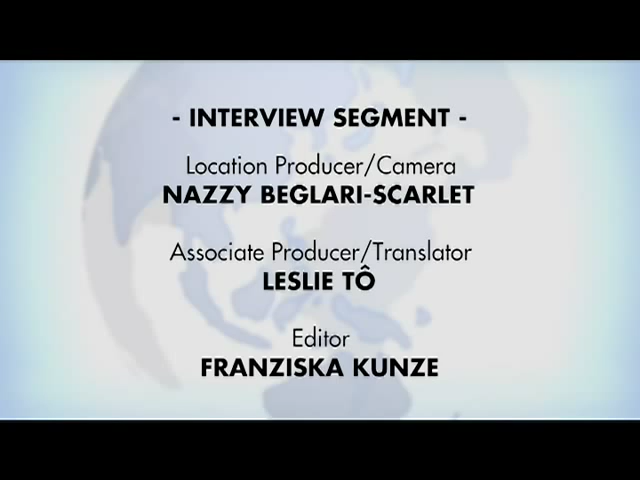 - INTERVIEW SEGMENT -
Location Producer/Camera
NAZZY BEGLARI-SCARLET
Associate Producer/Translator
LESLIE TÔ
Editor
FRANZISKA KUNZE